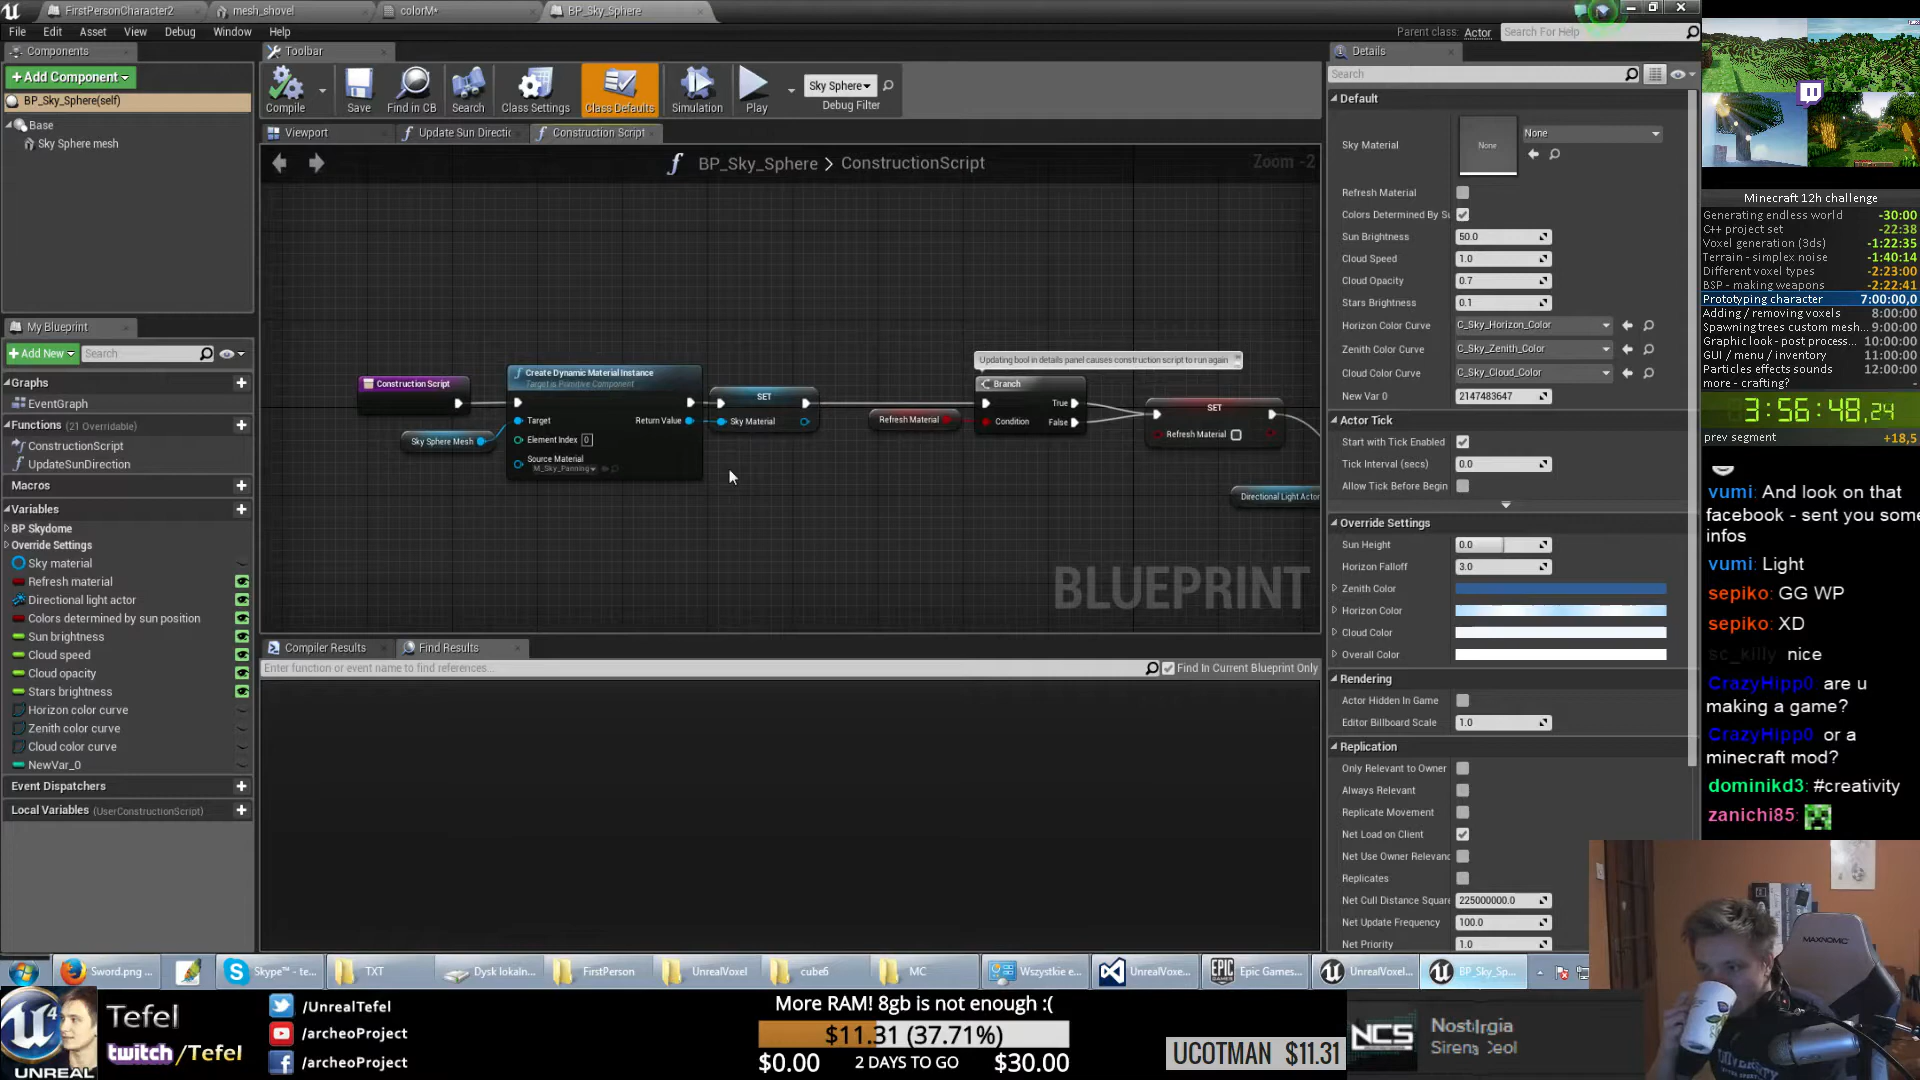 FirstPersonCharacter2
mesh_shovel
colorM*
BP_Sky_Sphere
File Edit Asset View Debug Window Help
Parent class: Actor
Search For Help
Components
Toolbar
Details
Add Component
BP_Sky_Sphere(self)
Base
Sky Sphere mesh
Compile
Save
Find in CB
Search
Class Settings
Class Defaults
Simulation
Play
Sky Sphere
Debug Filter
Viewport
Update Sun Directic
Construction Script
BP_Sky_Sphere > ConstructionScript
Zoom -2
Construction Script
Create Dynamic Material Instance
Target is Primitive Component
Target
Return Value
Element Index 0
Source Material
M_Sky_Panning
Sky Sphere Mesh
SET
Sky Material
Refresh Material
Updating bool in details panel causes construction script to run again
Branch
Condition
True
False
SET
Refresh Material
Directional Light Actor
BLUEPRINT
My Blueprint
Add New
Search
Graphs
EventGraph
Functions (21 Overridable)
ConstructionScript
UpdateSunDirection
Macros
Variables
BP Skydome
Override Settings
Sky material
Refresh material
Directional light actor
Colors determined by sun position
Sun brightness
Cloud speed
Cloud opacity
Stars brightness
Horizon color curve
Zenith color curve
Cloud color curve
NewVar_0
Event Dispatchers
Local Variables (UserConstructionScript)
Compiler Results
Find Results
Enter function or event name to find references...
Find In Current Blueprint Only
Search
Default
Sky Material
None
None
Refresh Material
Colors Determined By Su
Sun Brightness 50.0
Cloud Speed 1.0
Cloud Opacity 0.7
Stars Brightness 0.1
Horizon Color Curve C_Sky_Horizon_Color
Zenith Color Curve C_Sky_Zenith_Color
Cloud Color Curve C_Sky_Cloud_Color
New Var 0 2147483647
Actor Tick
Start with Tick Enabled
Tick Interval (secs) 0.0
Allow Tick Before Begin
Override Settings
Sun Height 0.0
Horizon Falloff 3.0
Zenith Color
Horizon Color
Cloud Color
Overall Color
Rendering
Actor Hidden In Game
Editor Billboard Scale 1.0
Replication
Only Relevant to Owner
Always Relevant
Replicate Movement
Net Load on Client
Net Use Owner Relevanc
Replicates
Net Cull Distance Square 225000000.0
Net Update Frequency 100.0
Net Priority 1.0
Minecraft 12h challenge
Generating endless world -30:00
C++ project set -22:38
Voxel generation (3ds) -1:22:35
Terrain - simplex noise -1:40:14
Different voxel types -2:23:00
BSP - making weapons -2:22:41
Prototyping character 7:00:00,0
Adding / removing voxels 8:00:00
Spawning trees custom mesh... 9:00:00
Graphic look - post process... 10:00:00
GUI / menu / inventory 11:00:00
Particles effects sounds 12:00:00
more - crafting? -
3:56:48,24
prev segment +18,5
vumi: And look on that
facebook - sent you some
infos
vumi: Light
sepiko: GG WP
sepiko: XD
sc_killy nice
CrazyHipp0: are u
making a game?
CrazyHipp0: or a
minecraft mod?
dominikd3: #creativity
zanichi85:
MAXNOMIC
Sword.png ...
Skype™ - te...
TXT
Dysk lokaln...
FirstPerson
UnrealVoxel
cube6
MC
Wszystkie e...
UnrealVoxe...
Epic Games...
UnrealVoxel...
BP_Sky_Sp...
Tefel
twitch/Tefel
UNREAL
/UnrealTefel
/archeoProject
/archeoProject
More RAM! 8gb is not enough :(
$11.31 (37.71%)
$0.00 2 DAYS TO GO $30.00
UCOTMAN $11.31
NCS